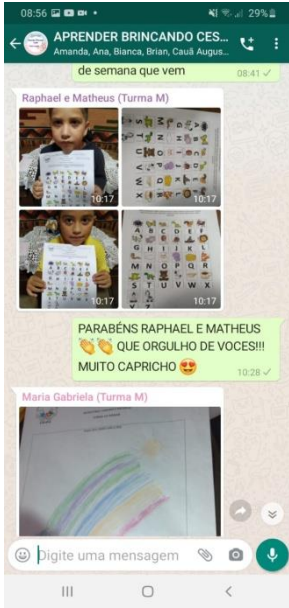 08:56
29%
APRENDER BRINCANDO CES...
Amanda, Ana, Bianca, Brian, Cauã Augus...
de semana que vem
08:41
Raphael e Matheus (Turma M)
10:17
10:17
A B C D E F
G H I J K L
M N O P Q R
S T U V W X
Y Z
10:17
10:17
PARABÉNS RAPHAEL E MATHEUS
QUE ORGULHO DE VOCES!!!
MUITO CAPRICHO
10:28
Maria Gabriela (Turma M)
Digite uma mensagem